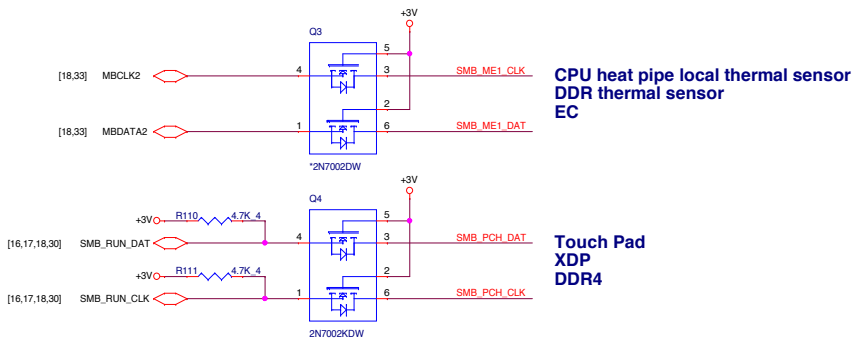 +3V
Q3
5
[18,33] MBCLK2 4 3 SMB_ME1_CLK
CPU heat pipe local thermal sensor
DDR thermal sensor
EC
2
[18,33] MBDATA2 1 6 SMB_ME1_DAT
*2N7002DW
+3V
Q4
+3V R110 4.7K_4 5
[16,17,18,30] SMB_RUN_DAT 4 3 SMB_PCH_DAT
Touch Pad
XDP
DDR4
+3V R111 4.7K_4 2
[16,17,18,30] SMB_RUN_CLK 1 6 SMB_PCH_CLK
2N7002KDW